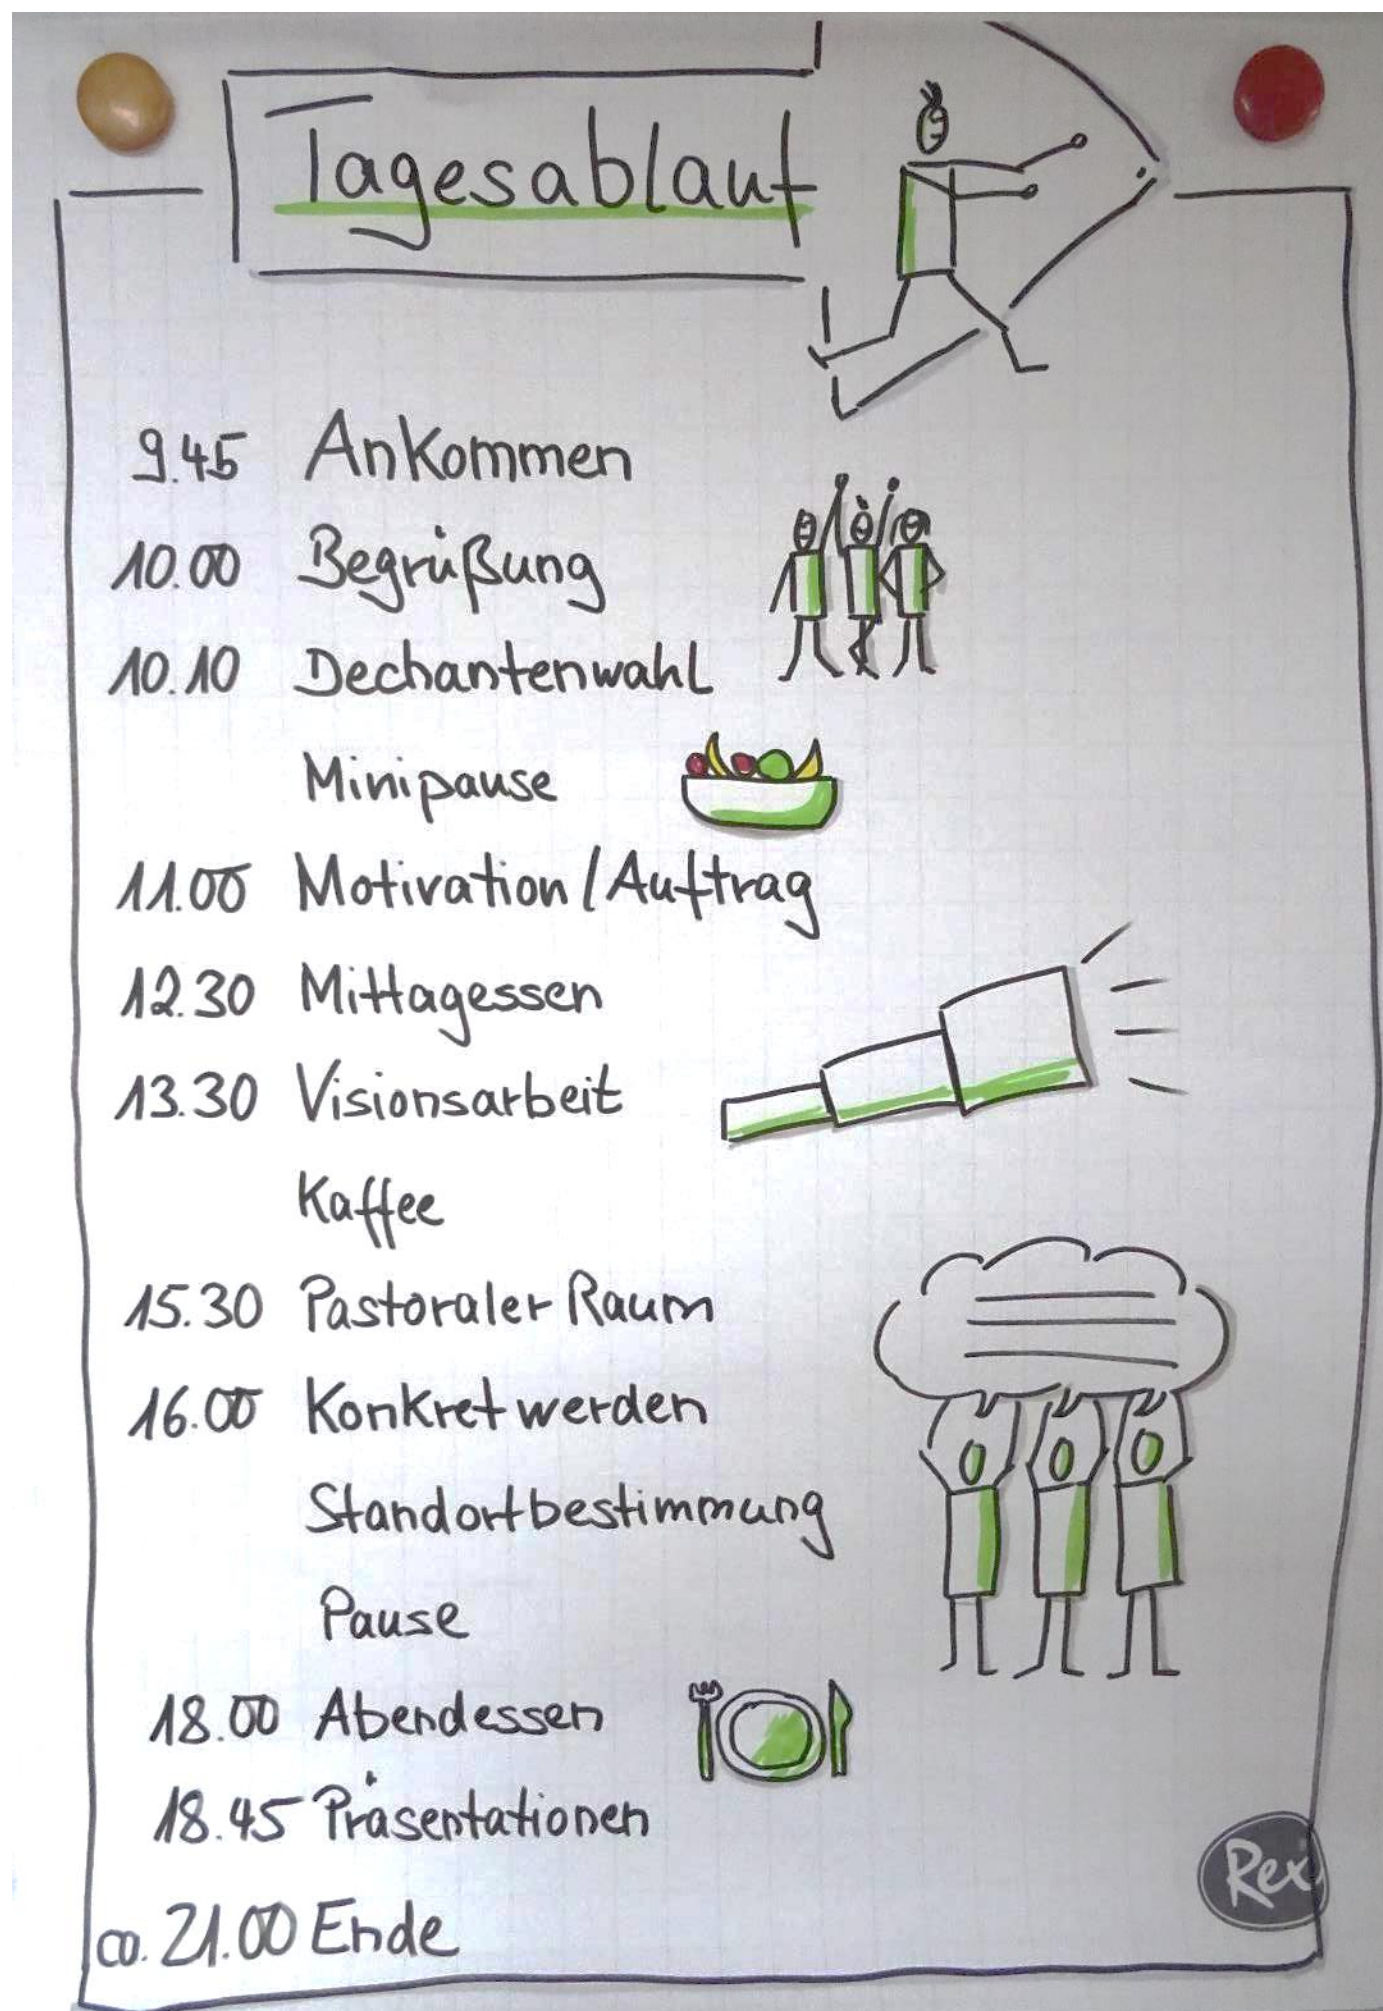 Tagesablauf
9.45 Ankommen
10.00 Begrüßung
10.10 Dechantenwahl
Minipause
11.00 Motivation / Auftrag
12.30 Mittagessen
13.30 Visionsarbeit
Kaffee
15.30 Pastoraler Raum
16.00 Konkret werden
Standortbestimmung
Pause
18.00 Abendessen
18.45 Präsentationen
ca. 21.00 Ende
Rex